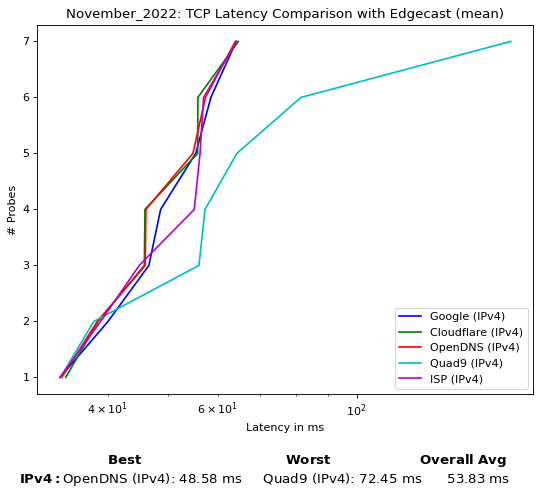 November_2022: TCP Latency Comparison with Edgecast (mean)
7
6
5
4
3
2
1
# Probes
4 × 10¹
6 × 10¹
10²
Latency in ms
Google (IPv4)
Cloudflare (IPv4)
OpenDNS (IPv4)
Quad9 (IPv4)
ISP (IPv4)
Best Worst Overall Avg
IPv4: OpenDNS (IPv4): 48.58 ms Quad9 (IPv4): 72.45 ms 53.83 ms